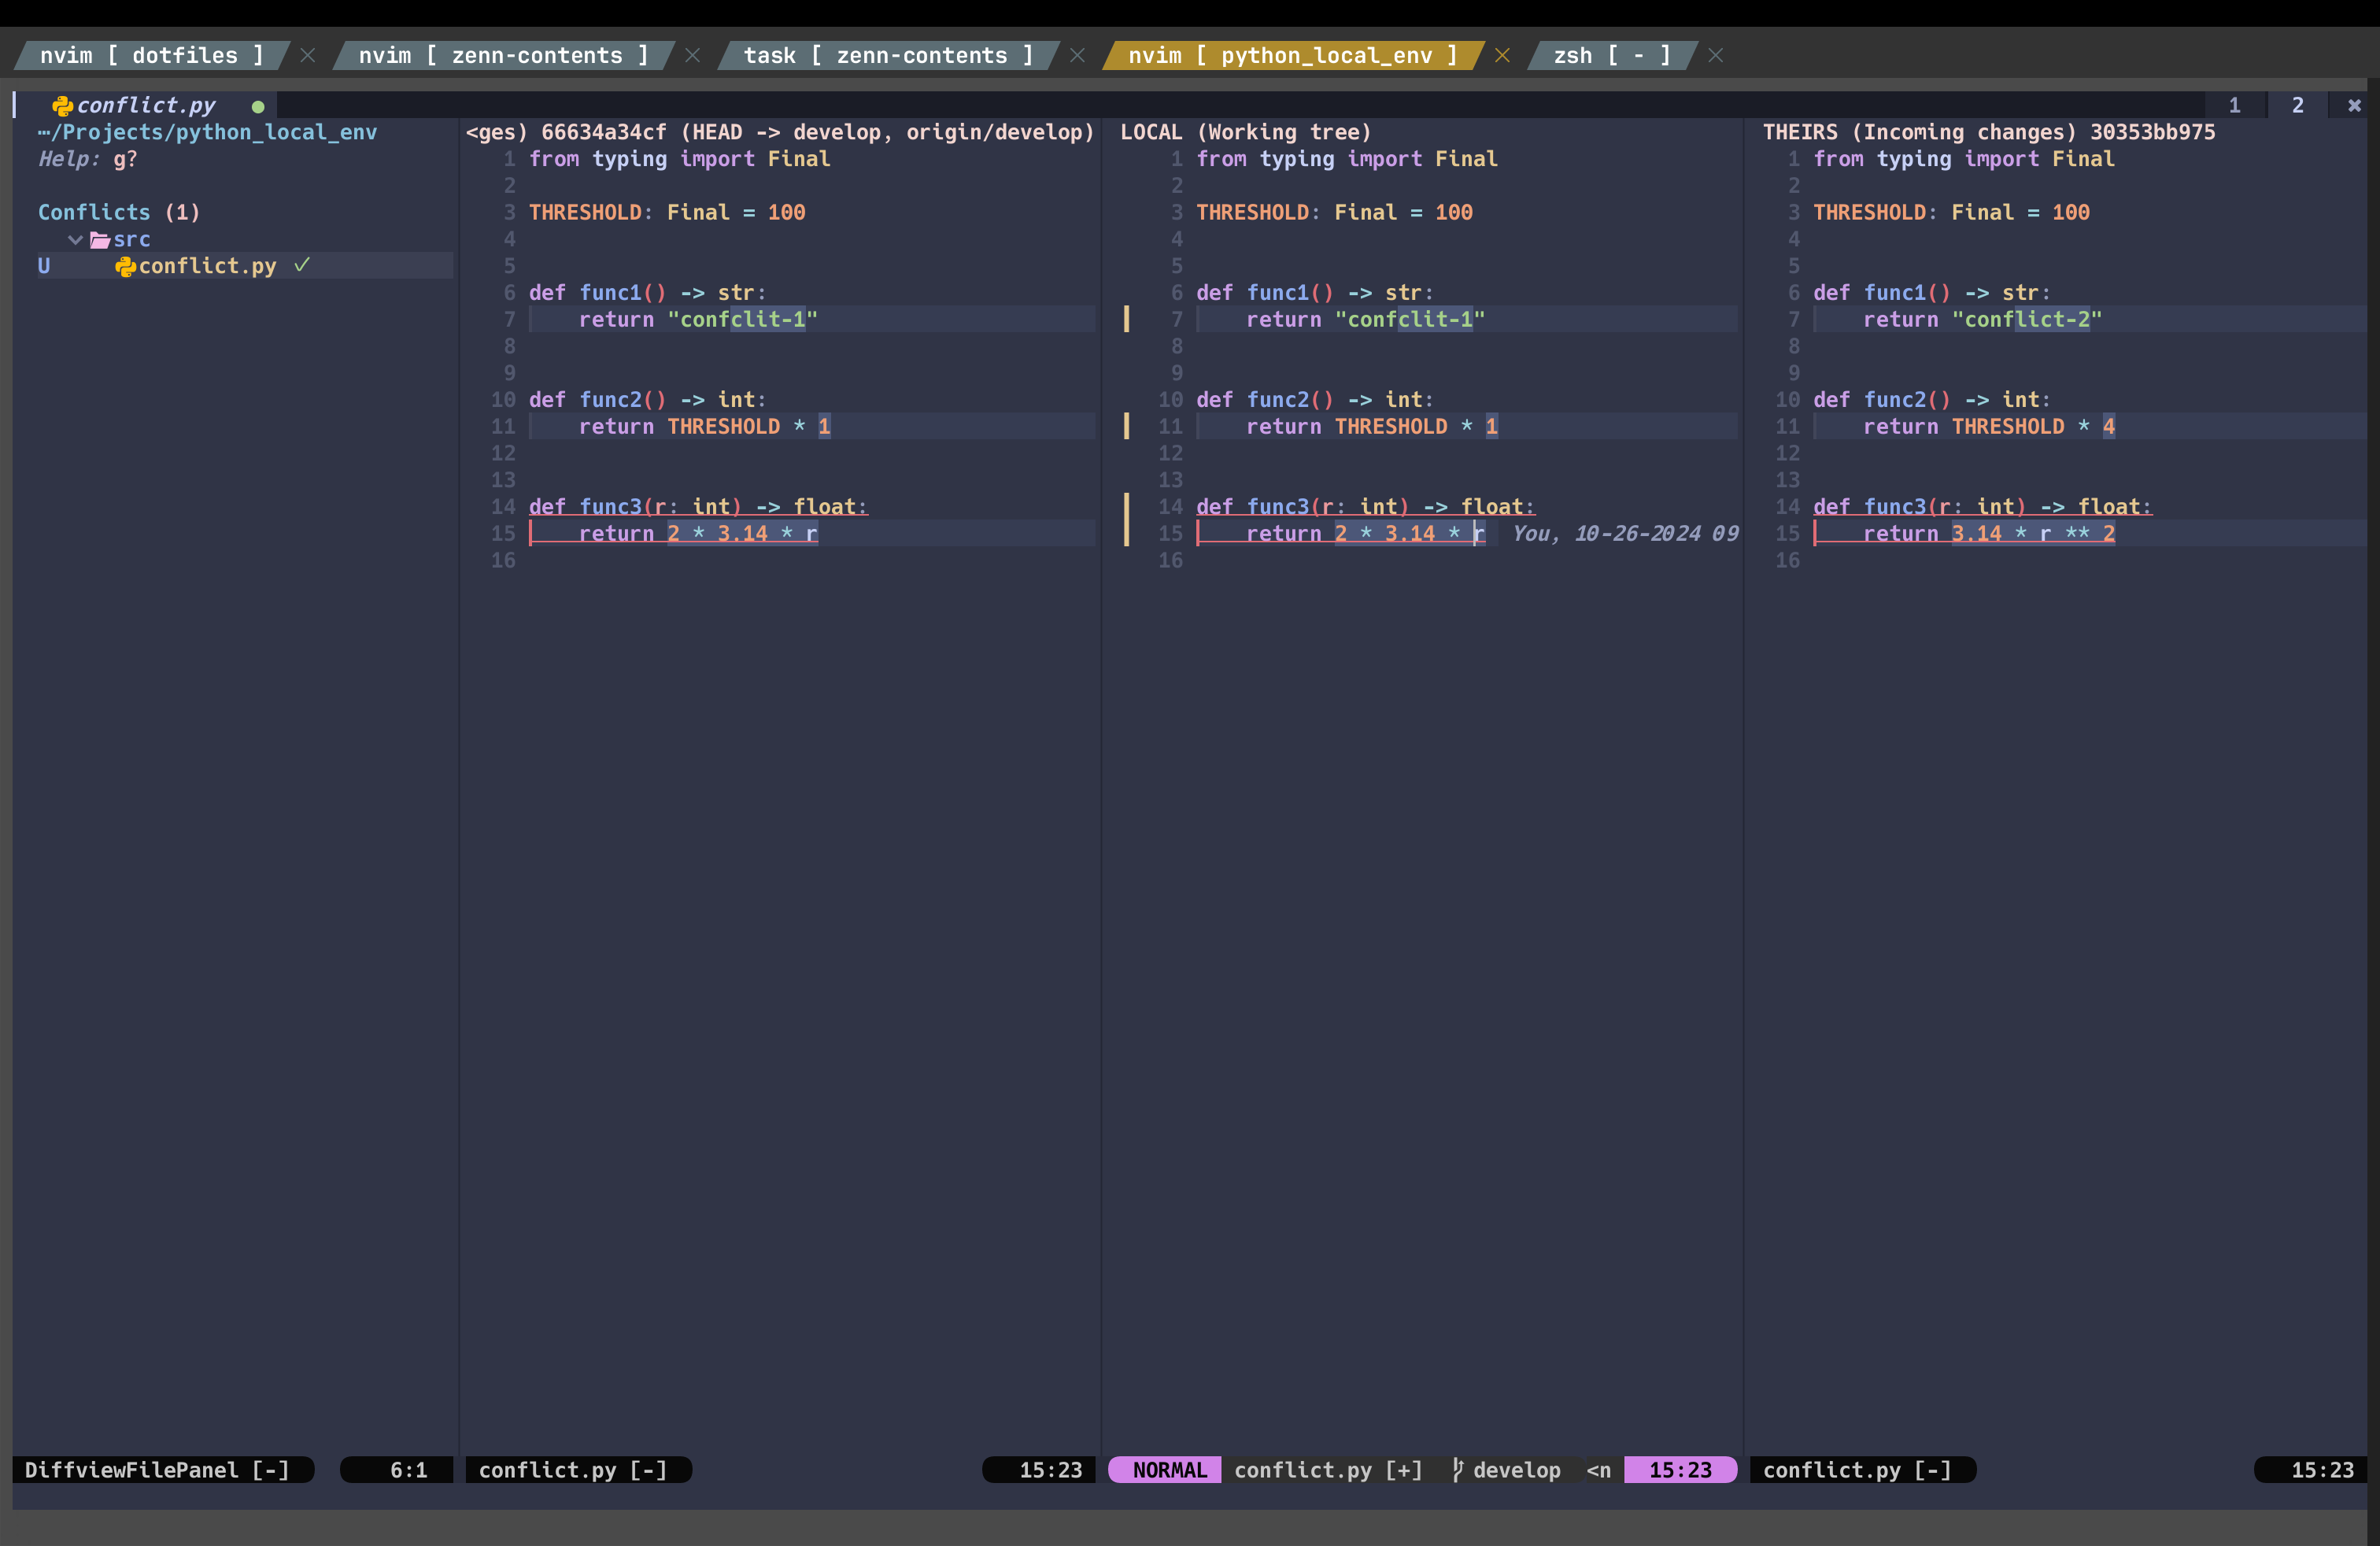 nvim [ dotfiles ] × nvim [ zenn-contents ] × task [ zenn-contents ] × nvim [ python_local_env ] × zsh [ - ] ×
conflict.py ● 1 2 ×
⋯/Projects/python_local_env
Help: g?
Conflicts (1)
src
U conflict.py ✓
<ges) 66634a34cf (HEAD -> develop, origin/develop)
1 from typing import Final
2
3 THRESHOLD: Final = 100
4
5
6 def func1() -> str:
7 return "confclit-1"
8
9
10 def func2() -> int:
11 return THRESHOLD * 1
12
13
14 def func3(r: int) -> float:
15 return 2 * 3.14 * r
16
LOCAL (Working tree)
1 from typing import Final
2
3 THRESHOLD: Final = 100
4
5
6 def func1() -> str:
7 return "confclit-1"
8
9
10 def func2() -> int:
11 return THRESHOLD * 1
12
13
14 def func3(r: int) -> float:
15 return 2 * 3.14 * r You, 10-26-2024 09
16
THEIRS (Incoming changes) 30353bb975
1 from typing import Final
2
3 THRESHOLD: Final = 100
4
5
6 def func1() -> str:
7 return "conflict-2"
8
9
10 def func2() -> int:
11 return THRESHOLD * 4
12
13
14 def func3(r: int) -> float:
15 return 3.14 * r ** 2
16
DiffviewFilePanel [-] 6:1 conflict.py [-] 15:23 NORMAL conflict.py [+] develop <n 15:23 conflict.py [-] 15:23